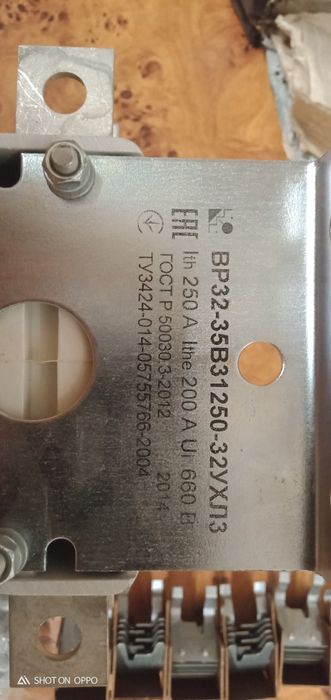 ВР32-35В31250-32УХЛ3
EAC Ith 250 A Ithe 200 A Ui 660 В
ГОСТ Р 50030.3-2012 2014
ТУ3424-014-05755766-2004
SHOT ON OPPO